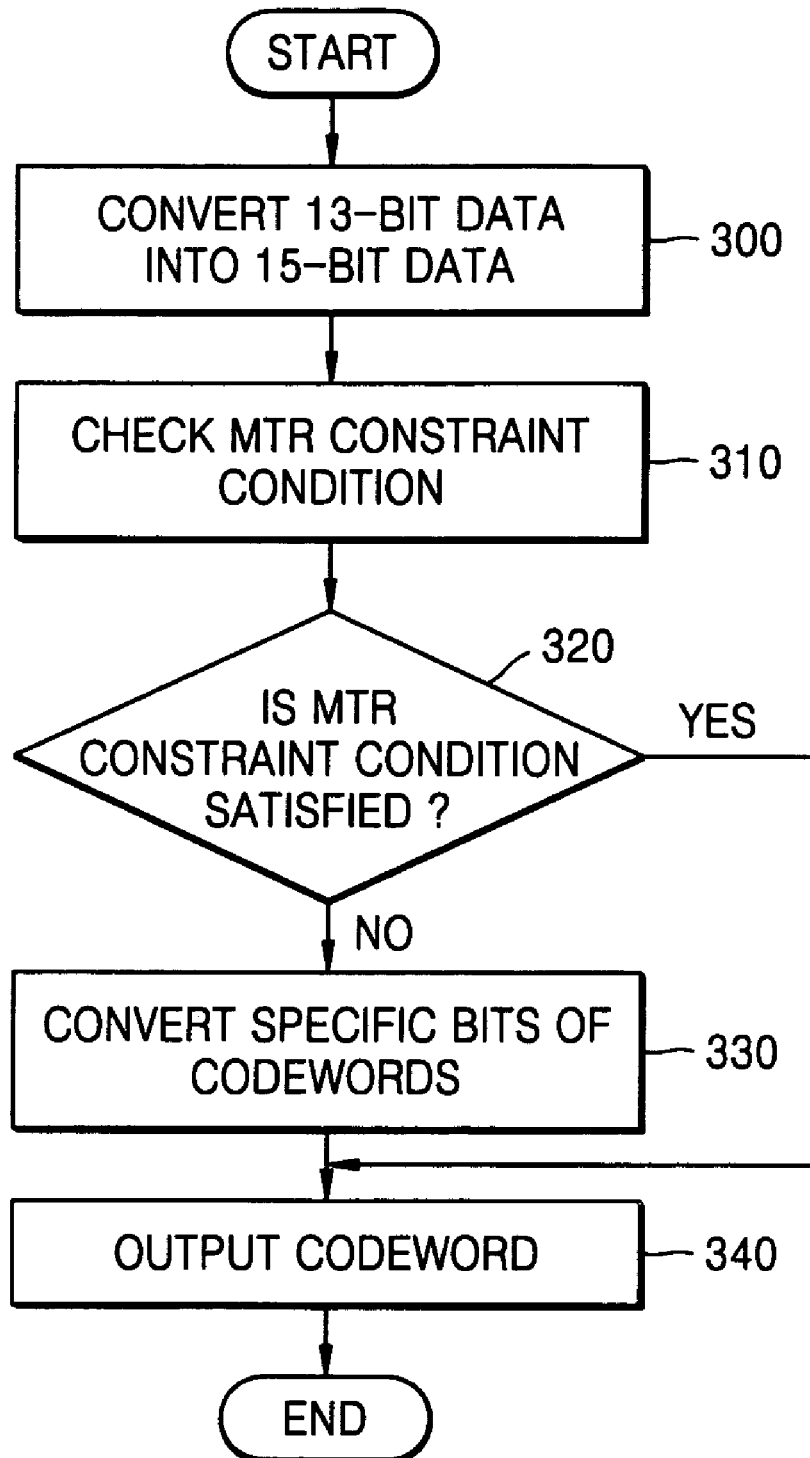 START
CONVERT 13-BIT DATA
INTO 15-BIT DATA
300
CHECK MTR CONSTRAINT
CONDITION
310
320
IS MTR
CONSTRAINT CONDITION
SATISFIED ?
YES
NO
CONVERT SPECIFIC BITS OF
CODEWORDS
330
OUTPUT CODEWORD
340
END